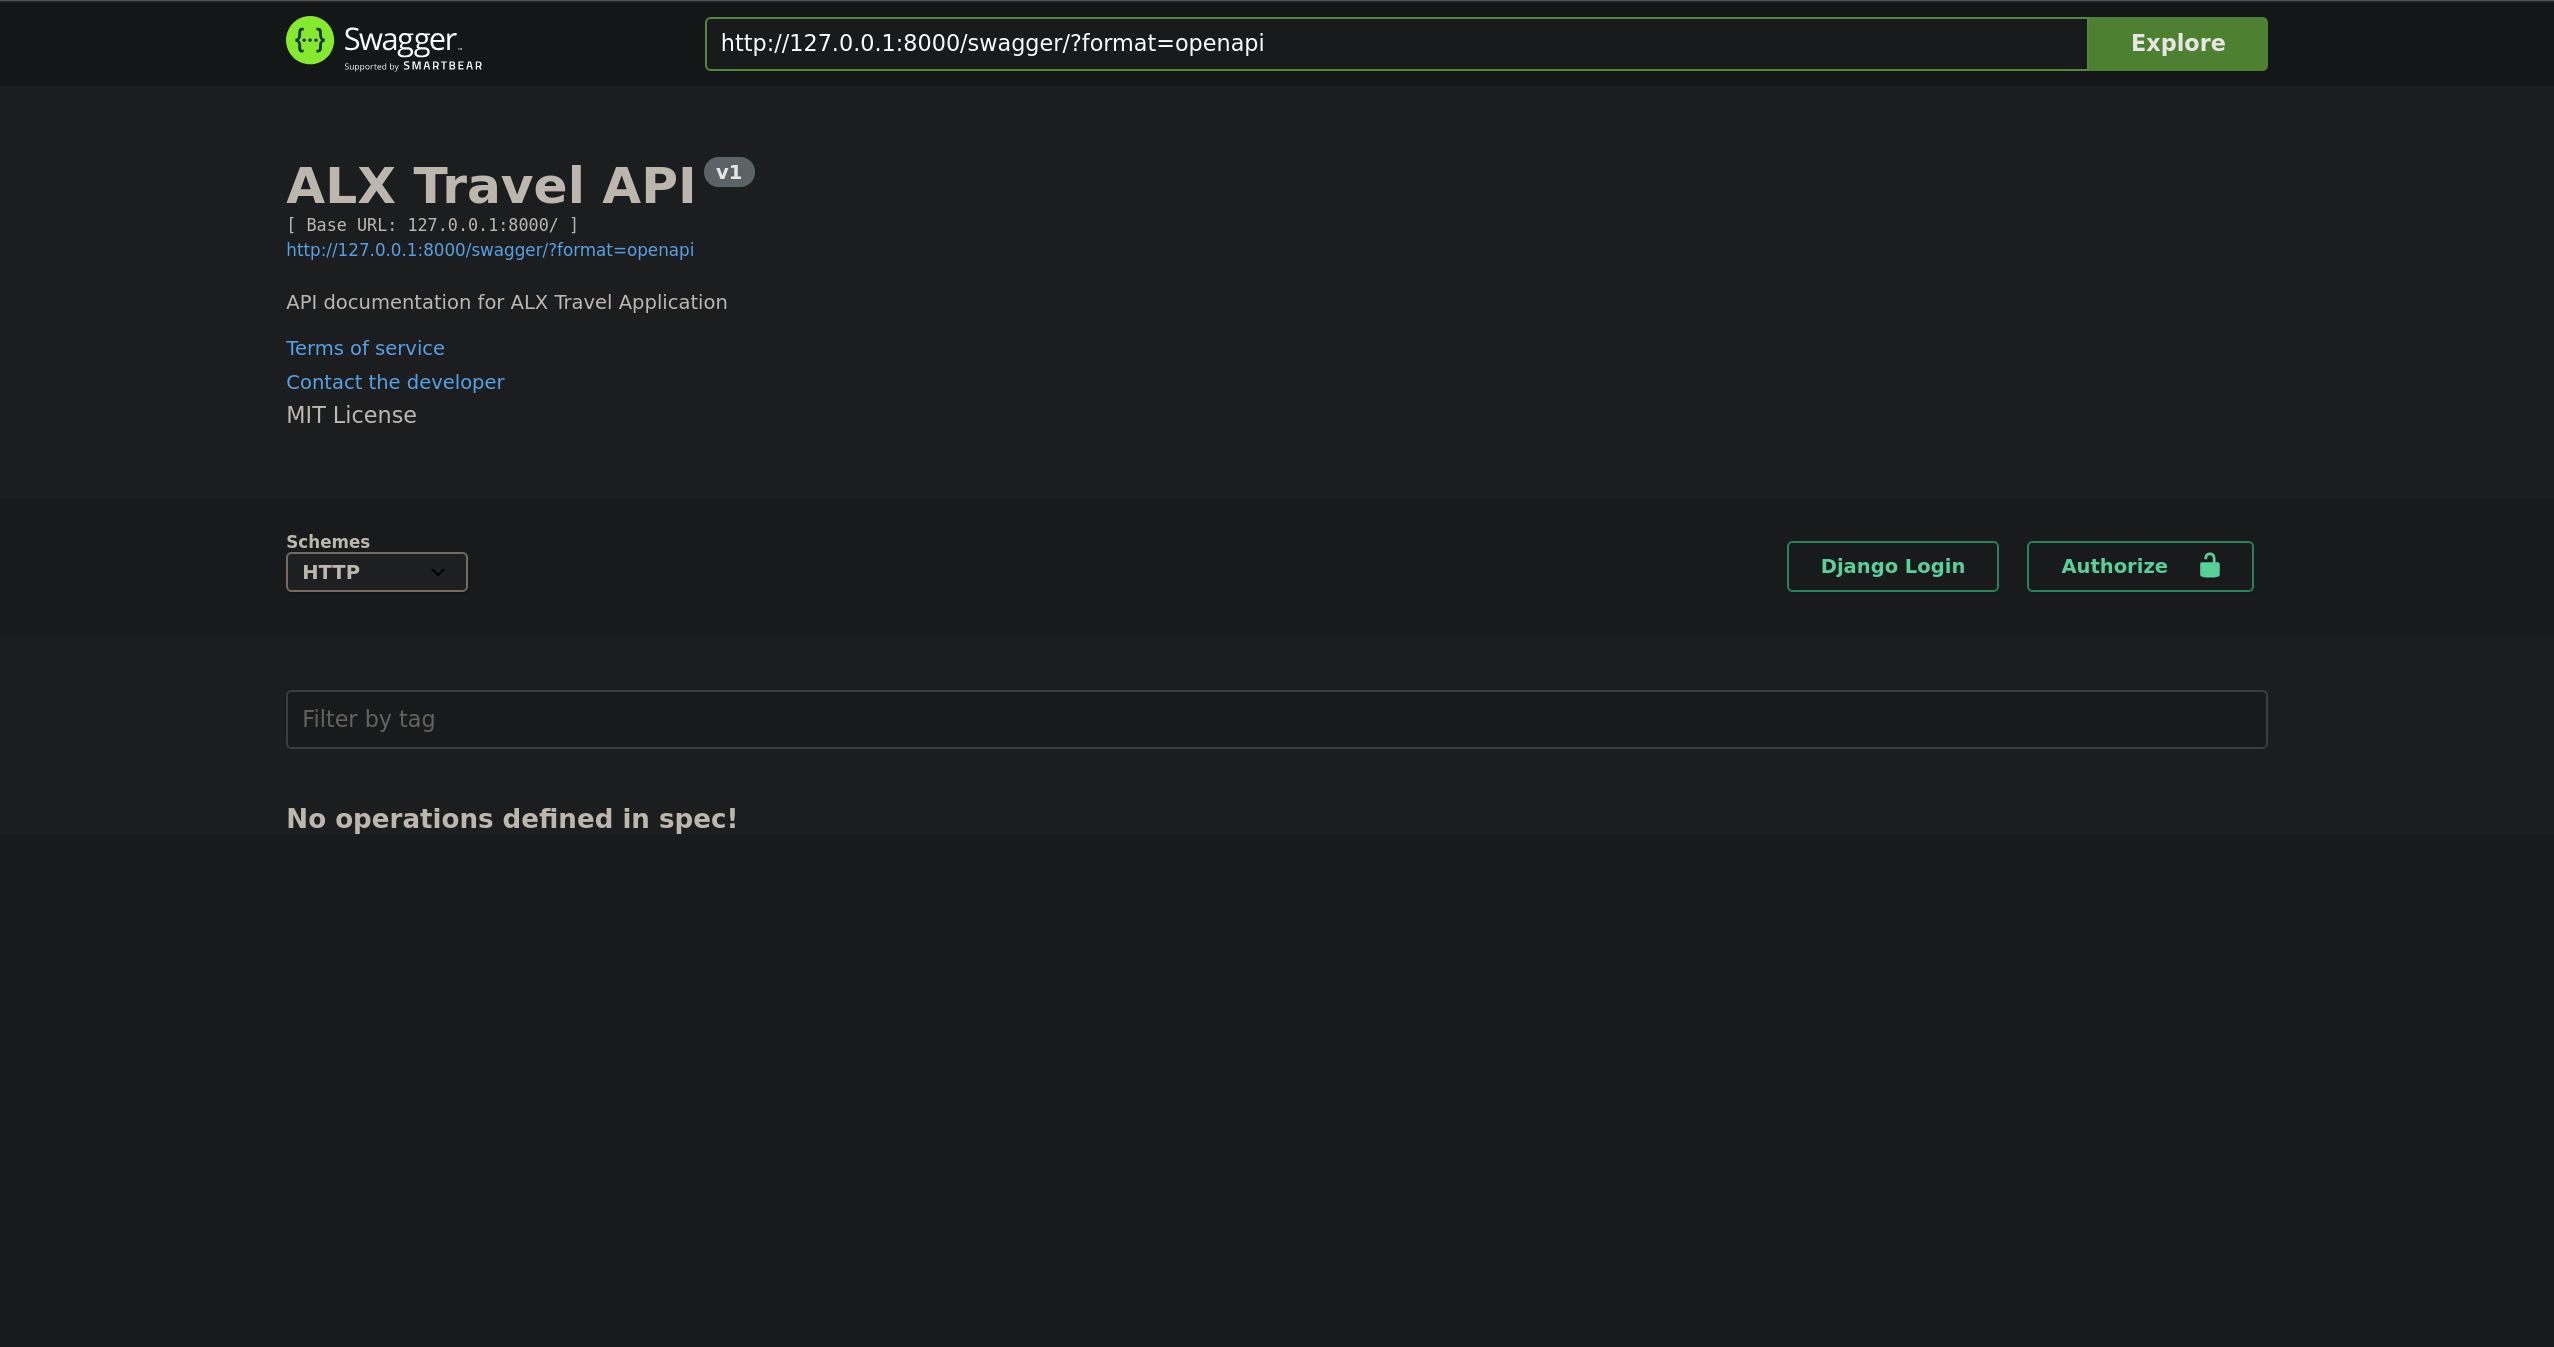 Swagger
Supported by SMARTBEAR
http://127.0.0.1:8000/swagger/?format=openapi
Explore
ALX Travel API v1
[ Base URL: 127.0.0.1:8000/ ]
http://127.0.0.1:8000/swagger/?format=openapi
API documentation for ALX Travel Application
Terms of service
Contact the developer
MIT License
Schemes
HTTP
Django Login
Authorize
Filter by tag
No operations defined in spec!